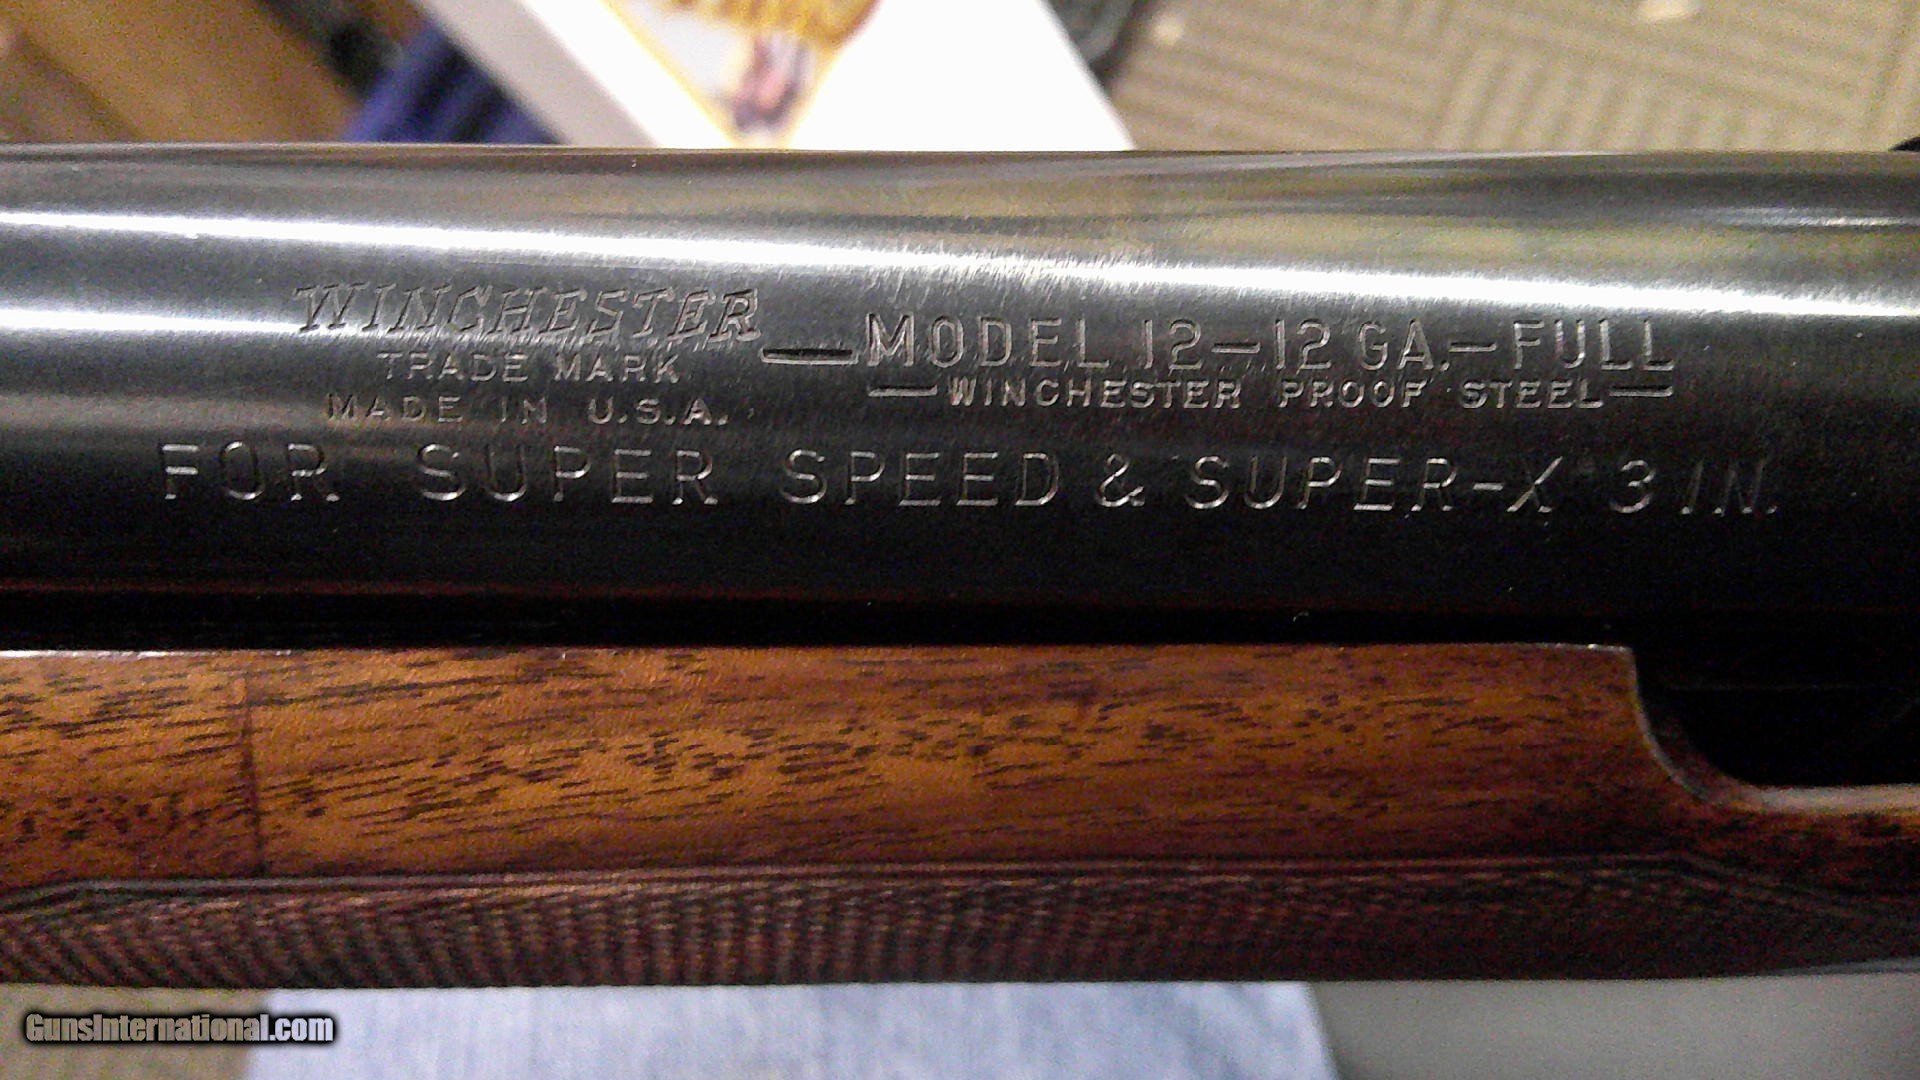 WINCHESTER
TRADE MARK
MADE IN U.S.A.
—MODEL 12—12 GA.—FULL
—WINCHESTER PROOF STEEL—
FOR SUPER SPEED & SUPER-X 3 IN.
GunsInternational.com